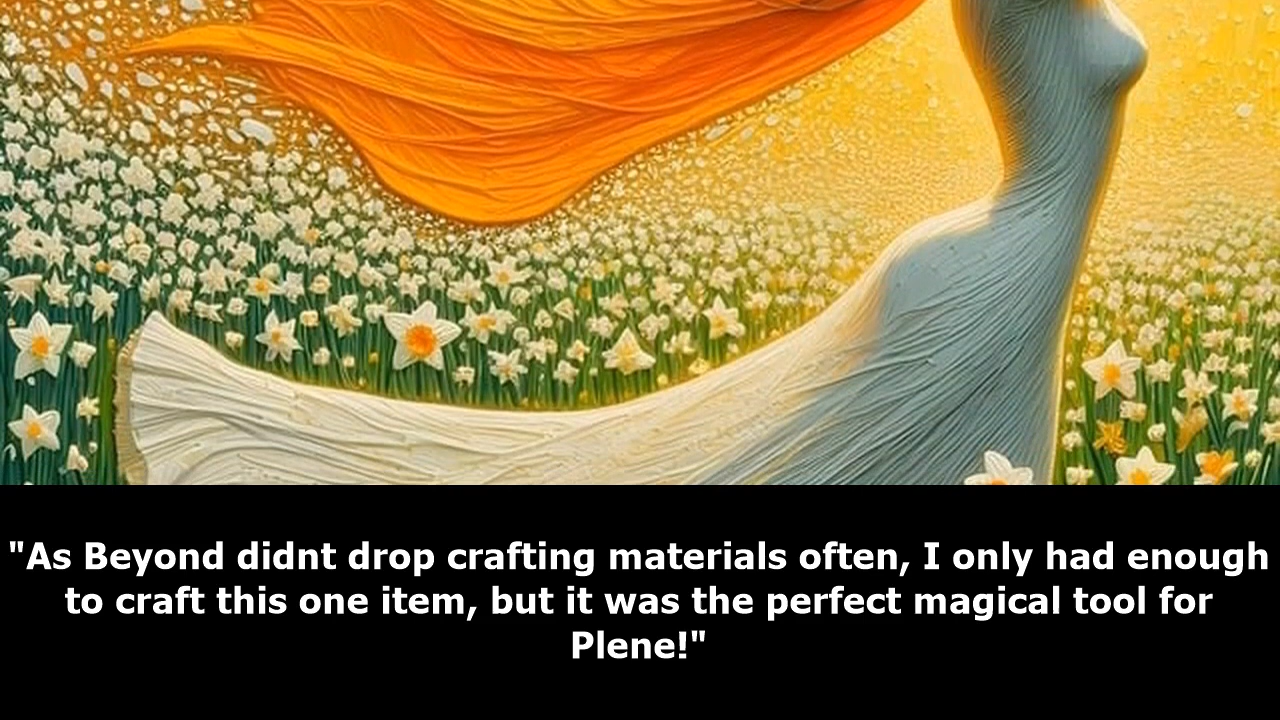 "As Beyond didnt drop crafting materials often, I only had enough
to craft this one item, but it was the perfect magical tool for
Plene!"